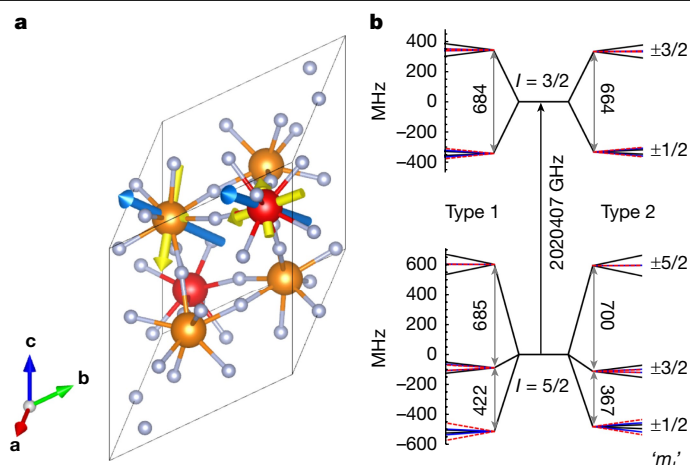 a
c
b
a
b
MHz
400
200
0
−200
−400
684
I = 3/2
664
±3/2
±1/2
Type 1
2020407 GHz
Type 2
MHz
600
400
200
0
−200
−400
−600
685
422
I = 5/2
700
367
±5/2
±3/2
±1/2
'mI'